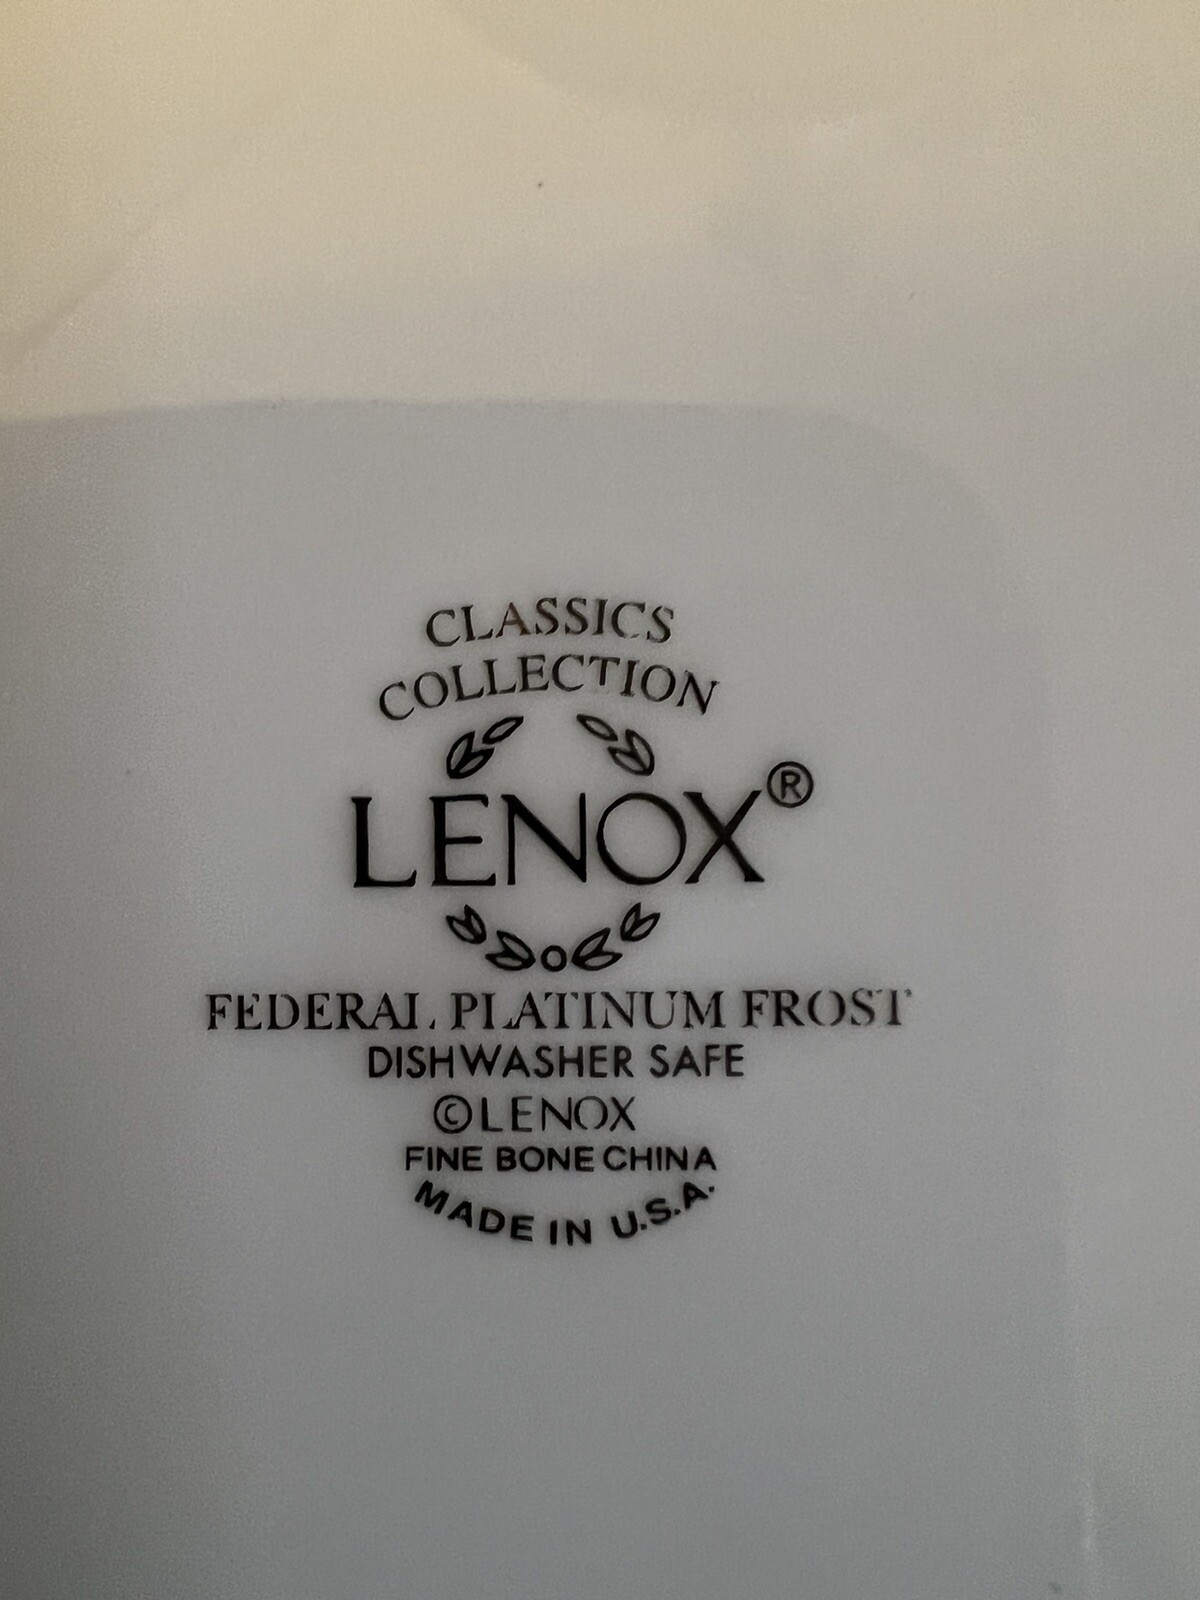 CLASSICS
COLLECTION
LENOX®
FEDERAL PLATINUM FROST
DISHWASHER SAFE
©LENOX
FINE BONE CHINA
MADE IN U.S.A.